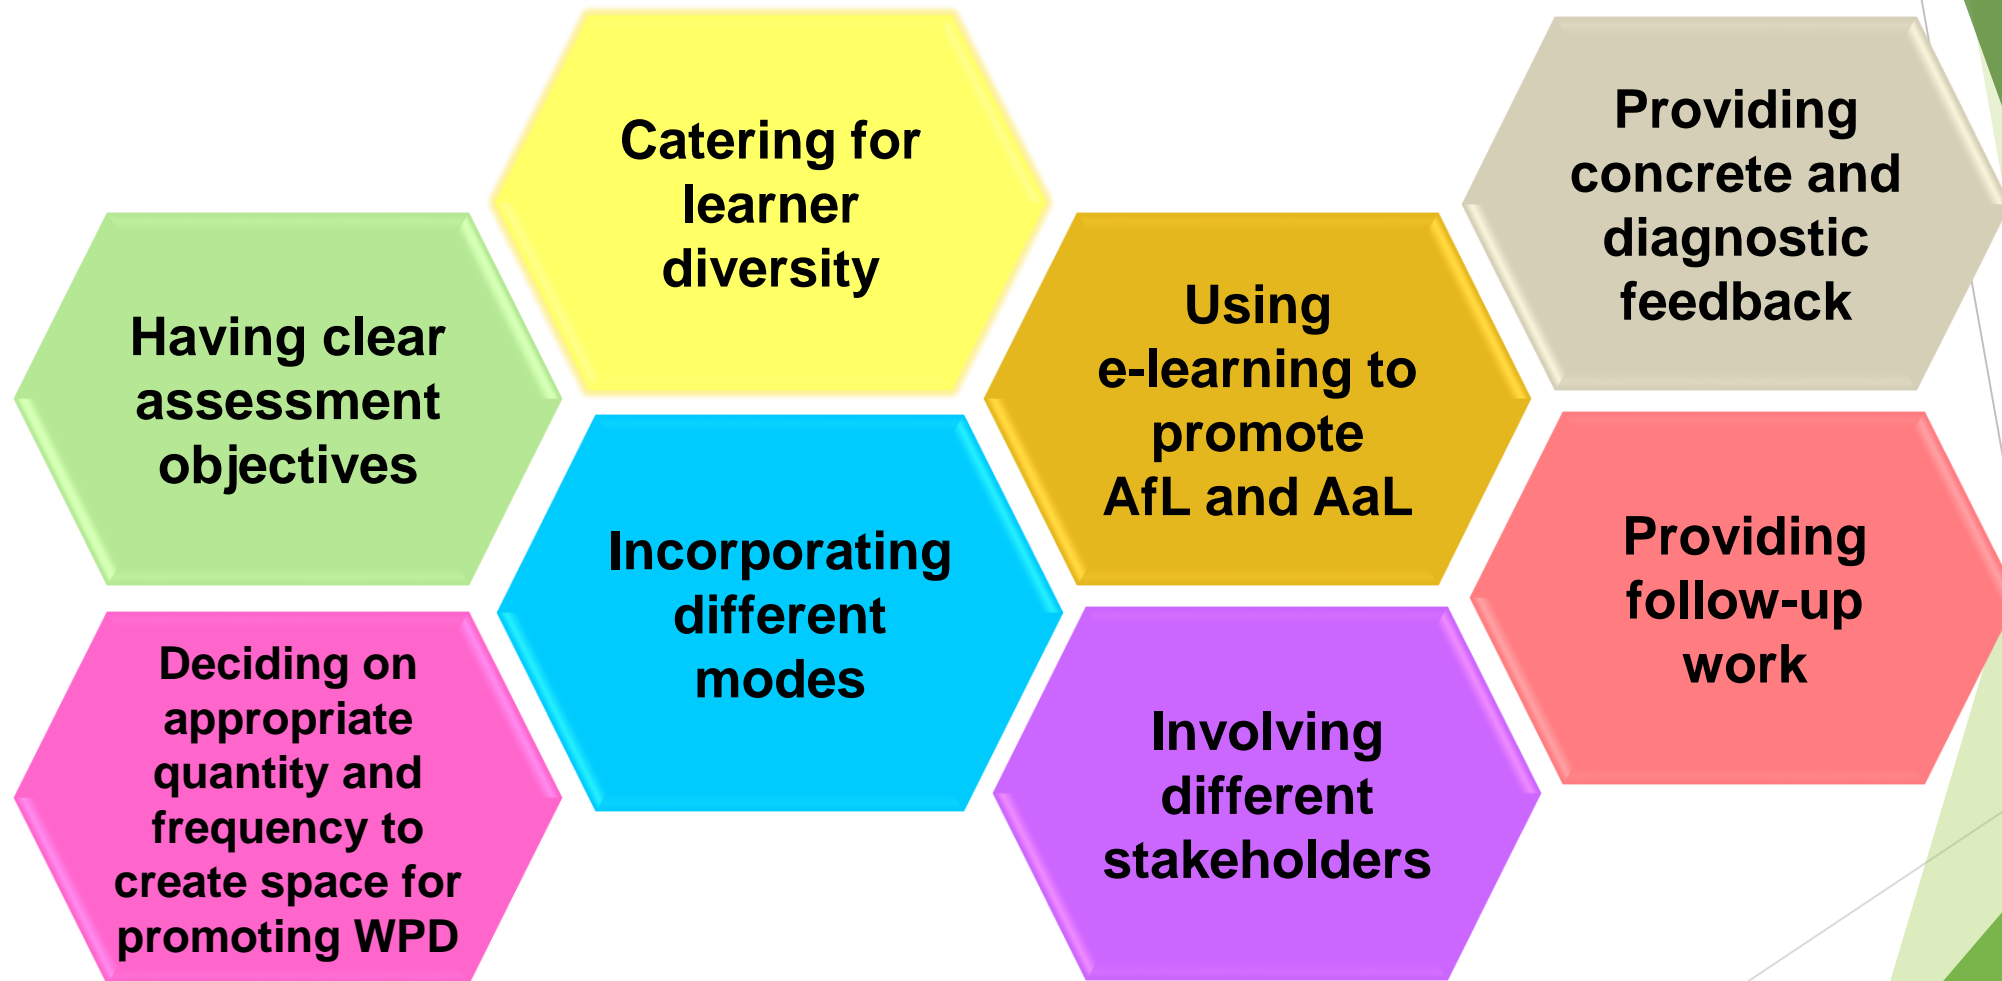 Having clear
assessment
objectives
Deciding on
appropriate
quantity and
frequency to
create space for
promoting WPD
Catering for
learner
diversity
Incorporating
different
modes
Using
e-learning to
promote
AfL and AaL
Involving
different
stakeholders
Providing
concrete and
diagnostic
feedback
Providing
follow-up
work